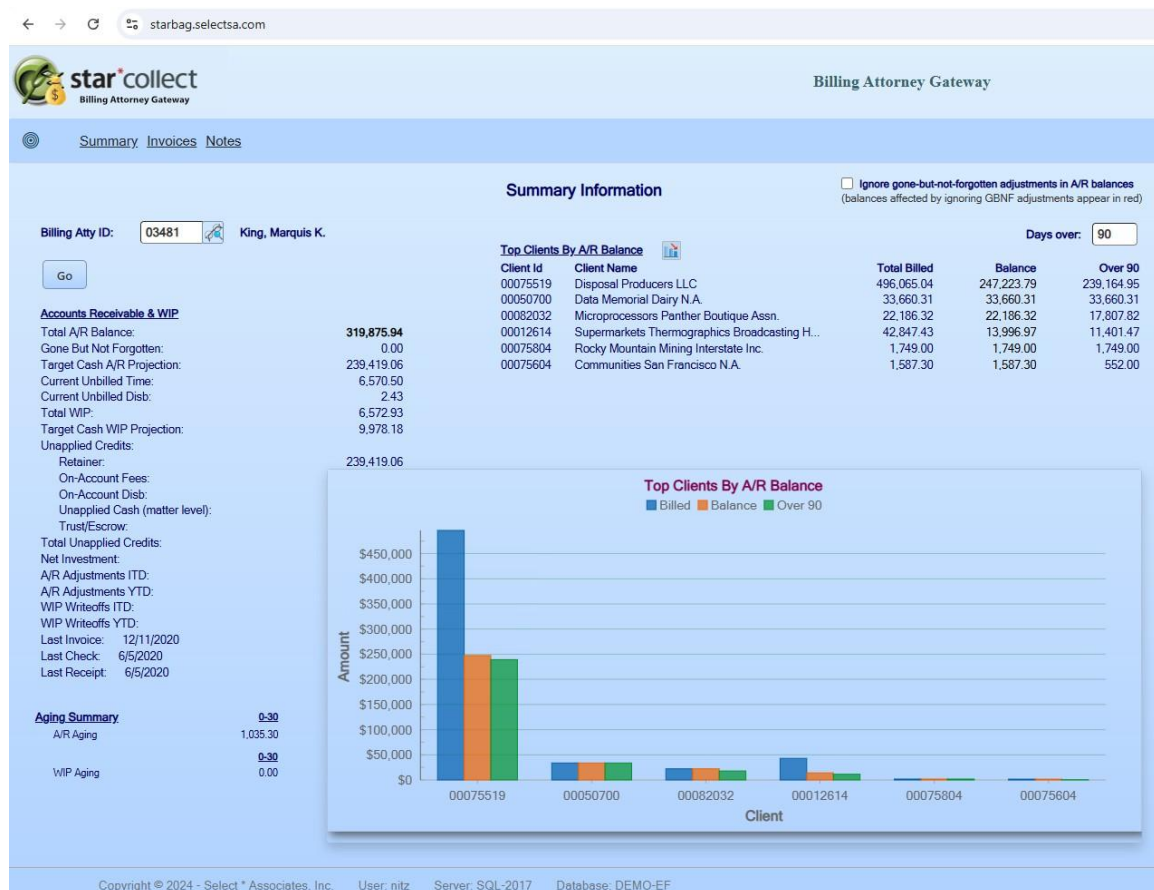 starbag.selectsa.com
star*collect
Billing Attorney Gateway
Billing Attorney Gateway
Summary Invoices Notes
Summary Information
Ignore gone-but-not-forgotten adjustments in A/R balances
(balances affected by ignoring GBNF adjustments appear in red)
Billing Atty ID: 03481 King, Marquis K.
Days over: 90
Go
Top Clients By A/R Balance
Client Id Client Name Total Billed Balance Over 90
00075519 Disposal Producers LLC 496,065.04 247,223.79 239,164.95
00050700 Data Memorial Dairy N.A. 33,660.31 33,660.31 33,660.31
00082032 Microprocessors Panther Boutique Assn. 22,186.32 22,186.32 17,807.82
00012614 Supermarkets Thermographics Broadcasting H... 42,847.43 13,996.97 11,401.47
00075804 Rocky Mountain Mining Interstate Inc. 1,749.00 1,749.00 1,749.00
00075604 Communities San Francisco N.A. 1,587.30 1,587.30 552.00
Accounts Receivable & WIP
Total A/R Balance: 319,875.94
Gone But Not Forgotten: 0.00
Target Cash A/R Projection: 239,419.06
Current Unbilled Time: 6,570.50
Current Unbilled Disb: 2.43
Total WIP: 6,572.93
Target Cash WIP Projection: 9,978.18
Unapplied Credits:
Retainer: 239,419.06
On-Account Fees:
On-Account Disb:
Unapplied Cash (matter level):
Trust/Escrow:
Total Unapplied Credits:
Net Investment:
A/R Adjustments ITD:
A/R Adjustments YTD:
WIP Writeoffs ITD:
WIP Writeoffs YTD:
Last Invoice: 12/11/2020
Last Check: 6/5/2020
Last Receipt: 6/5/2020
Aging Summary 0-30
A/R Aging 1,035.30
0-30
WIP Aging 0.00
Top Clients By A/R Balance
Billed Balance Over 90
Amount
$450,000
$400,000
$350,000
$300,000
$250,000
$200,000
$150,000
$100,000
$50,000
$0
00075519 00050700 00082032 00012614 00075804 00075604
Client
Copyright © 2024 - Select * Associates, Inc. User: nitz Server: SQL-2017 Database: DEMO-EF